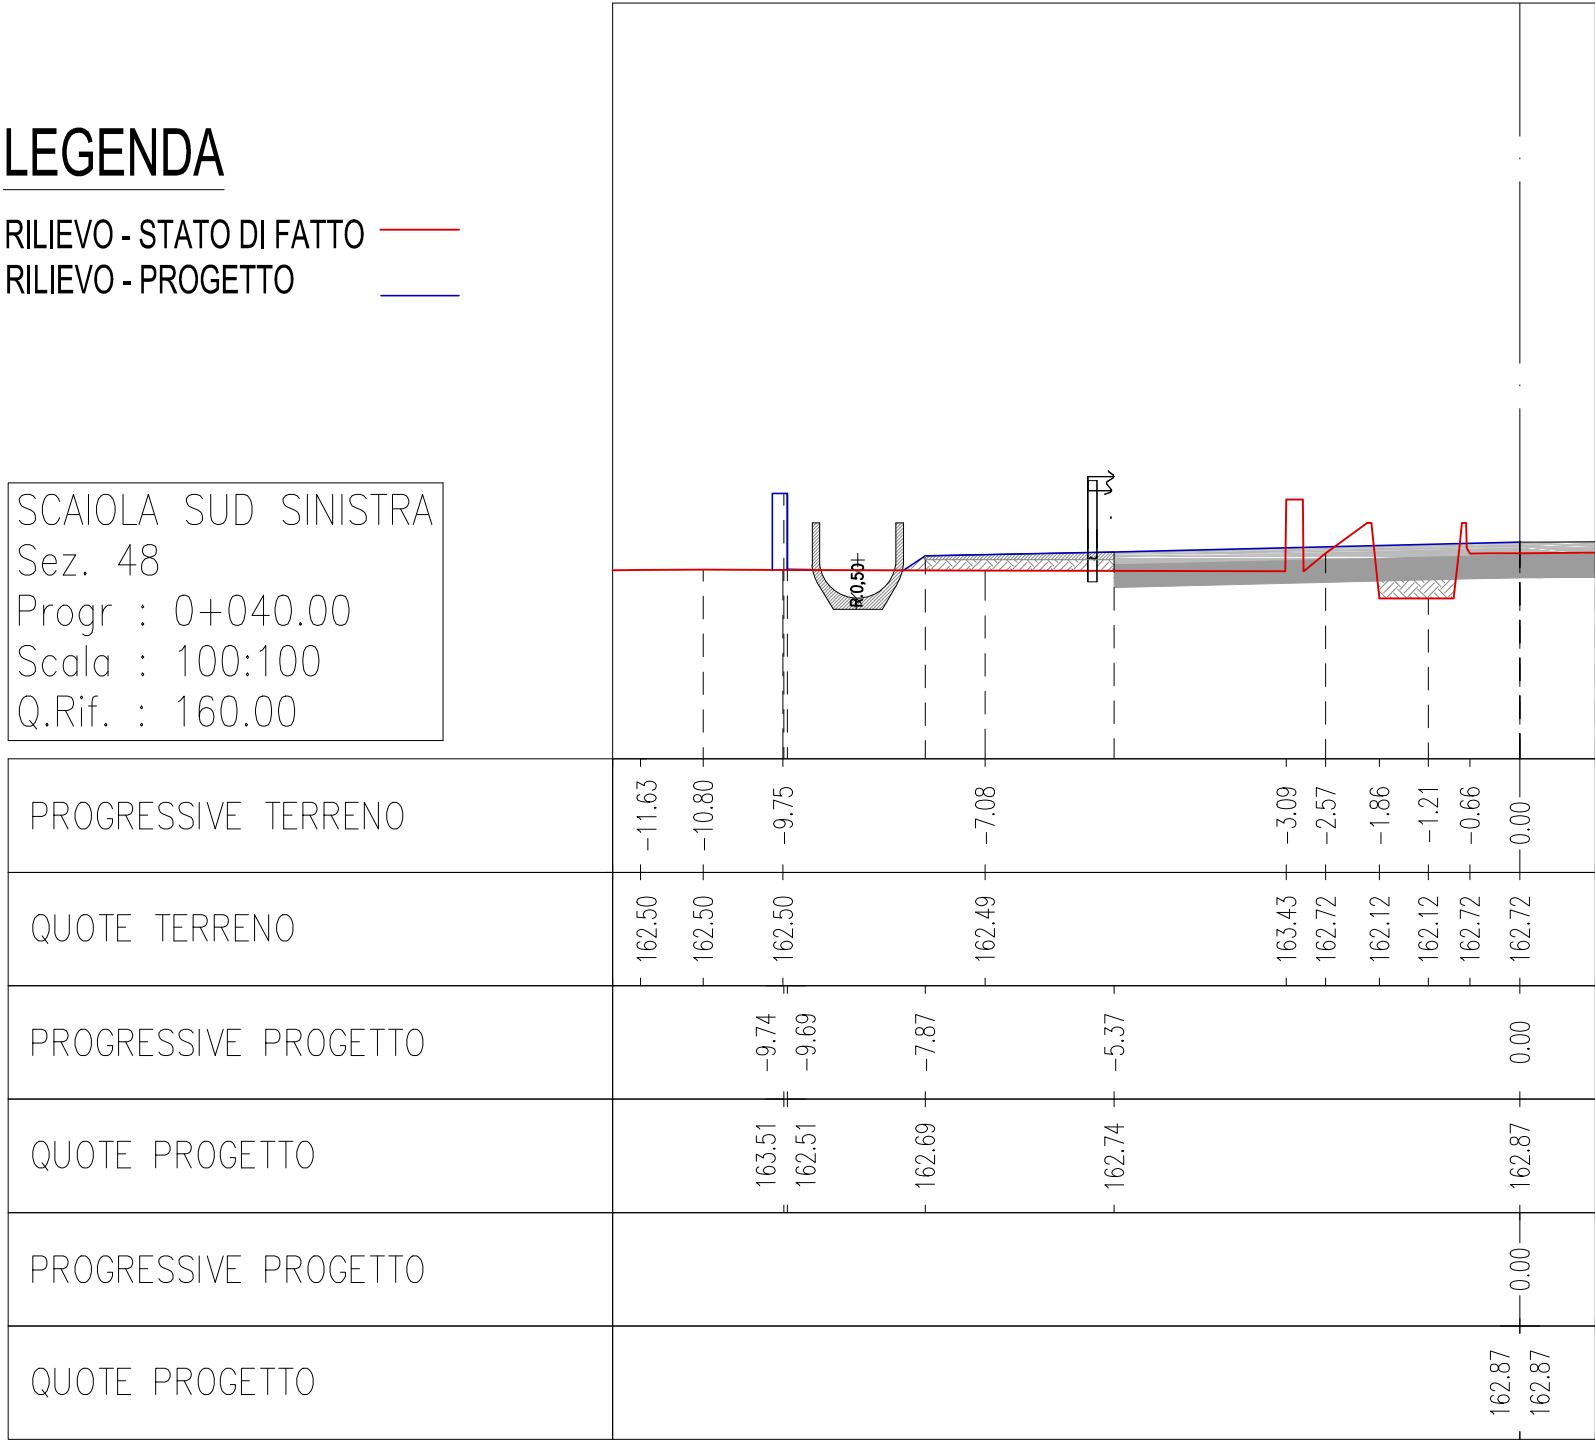 LEGENDA
RILIEVO - STATO DI FATTO
RILIEVO - PROGETTO
SCAIOLA SUD SINISTRA
Sez. 48
Progr : 0+040.00
Scala : 100:100
Q.Rif. : 160.00
R.0,50
PROGRESSIVE TERRENO -11.63 -10.80 -9.75 -7.08 -3.09 -2.57 -1.86 -1.21 -0.66 0.00
QUOTE TERRENO 162.50 162.50 162.50 162.49 163.43 162.72 162.12 162.12 162.72 162.72
PROGRESSIVE PROGETTO -9.74 -9.69 -7.87 -5.37 0.00
QUOTE PROGETTO 163.51 162.51 162.69 162.74 162.87
PROGRESSIVE PROGETTO 0.00
QUOTE PROGETTO 162.87 162.87